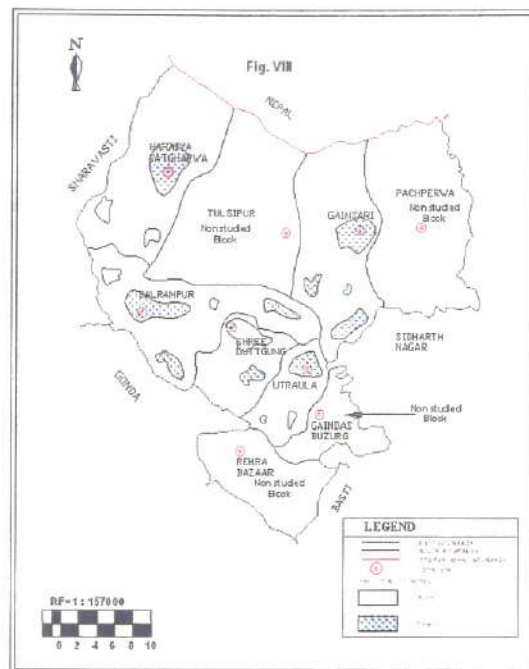 N
Fig. VIII
NEPAL
SHARAVASTI
HARAIYA
SATGHARWA
TULSIPUR
Non studied
Block
GAINSARI
PACHPERWA
Non studied
Block
BALRAMPUR
SHREE
DUTTGUNG
SIDHARTH
NAGAR
GONDA
UTRAULA
GAINDAS
BUZURG
Non studied
Block
REHRA
BAZAAR
Non studied
Block
BASTI
LEGEND
RF=1:157000
0 2 4 6 8 10